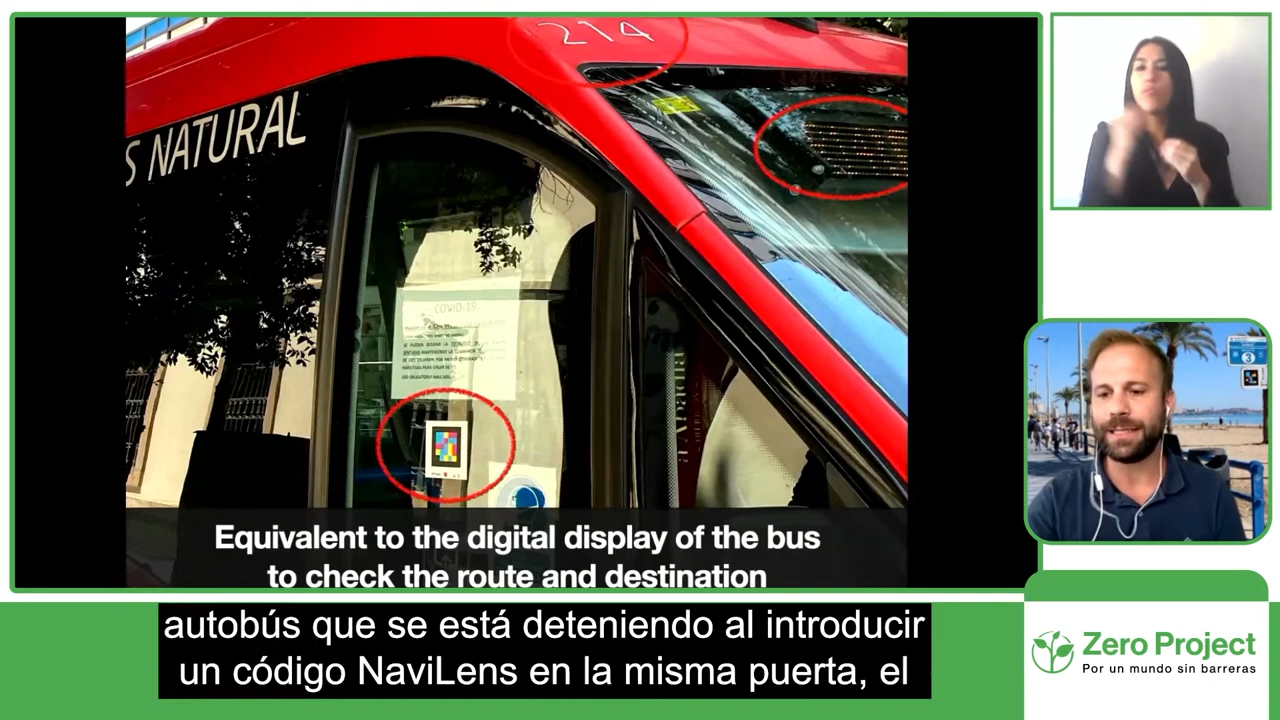 214
S NATURAL
COVID-19
3
Equivalent to the digital display of the bus
to check the route and destination
autobús que se está deteniendo al introducir
un código NaviLens en la misma puerta, el
Zero Project
Por un mundo sin barreras